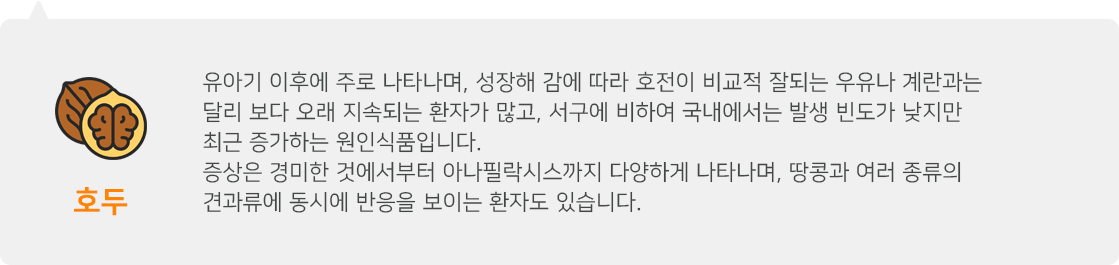 유아기 이후에 주로 나타나며, 성장해 감에 따라 호전이 비교적 잘되는 우유나 계란과는
달리 보다 오래 지속되는 환자가 많고, 서구에 비하여 국내에서는 발생 빈도가 낮지만
최근 증가하는 원인식품입니다.
증상은 경미한 것에서부터 아나필락시스까지 다양하게 나타나며, 땅콩과 여러 종류의
견과류에 동시에 반응을 보이는 환자도 있습니다.
호두